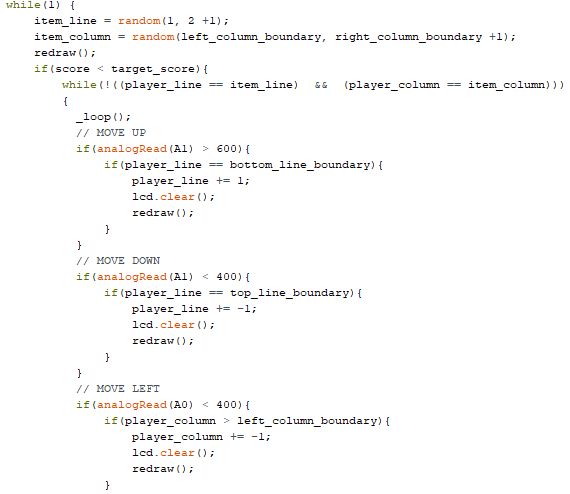 while(1) {
item_line = random(1, 2 +1);
item_column = random(left_column_boundary, right_column_boundary +1);
redraw();
if(score < target_score){
while(!((player_line == item_line) && (player_column == item_column)))
{
_loop();
// MOVE UP
if(analogRead(A1) > 600){
if(player_line == bottom_line_boundary){
player_line += 1;
lcd.clear();
redraw();
}
}
// MOVE DOWN
if(analogRead(A1) < 400){
if(player_line == top_line_boundary){
player_line += -1;
lcd.clear();
redraw();
}
}
// MOVE LEFT
if(analogRead(A0) < 400){
if(player_column > left_column_boundary){
player_column += -1;
lcd.clear();
redraw();
}